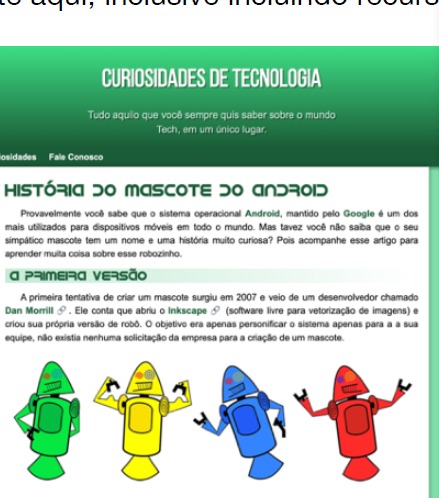 te aqui, inclusive incluindo recurs
CURIOSIDADES DE TECNOLOGIA
Tudo aquilo que você sempre quis saber sobre o mundo
Tech, em um único lugar.
iosidades Fale Conosco
HISTÓRIA DO MASCOTE DO ANDROID
Provavelmente você sabe que o sistema operacional Android, mantido pelo Google é um dos
mais utilizados para dispositivos móveis em todo o mundo. Mas tavez você não saiba que o seu
simpático mascote tem um nome e uma história muito curiosa? Pois acompanhe esse artigo para
aprender muita coisa sobre esse robozinho.
A PRIMEIRA VERSÃO
A primeira tentativa de criar um mascote surgiu em 2007 e veio de um desenvolvedor chamado
Dan Morrill . Ele conta que abriu o Inkscape (software livre para vetorização de imagens) e
criou sua própria versão de robô. O objetivo era apenas personificar o sistema apenas para a a sua
equipe, não existia nenhuma solicitação da empresa para a criação de um mascote.